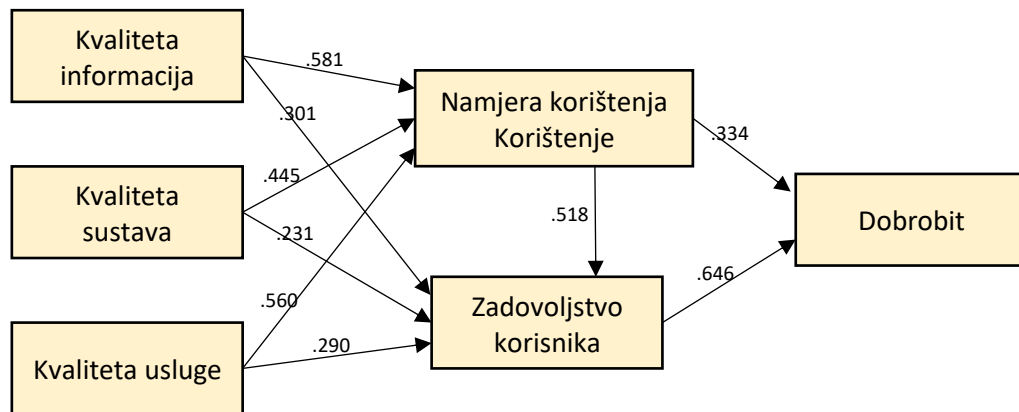 Kvaliteta
informacija
.581
.301
Namjera korištenja
Korištenje
.334
Kvaliteta
sustava
.445
.231
.518
Dobrobit
.646
Zadovoljstvo
korisnika
.560
.290
Kvaliteta usluge